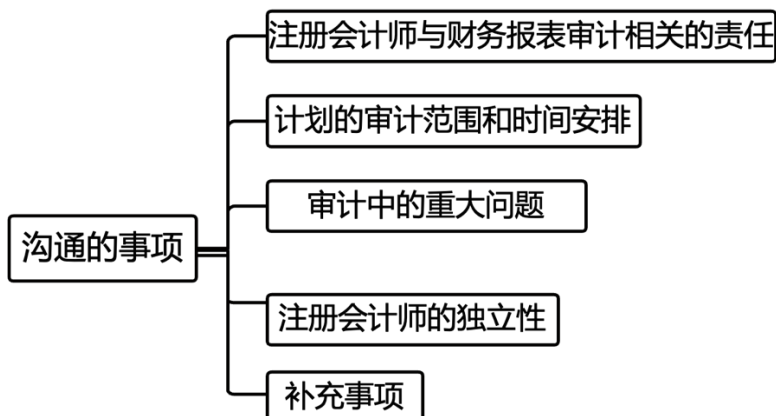 注册会计师与财务报表审计相关的责任
计划的审计范围和时间安排
审计中的重大问题
沟通的事项
注册会计师的独立性
补充事项